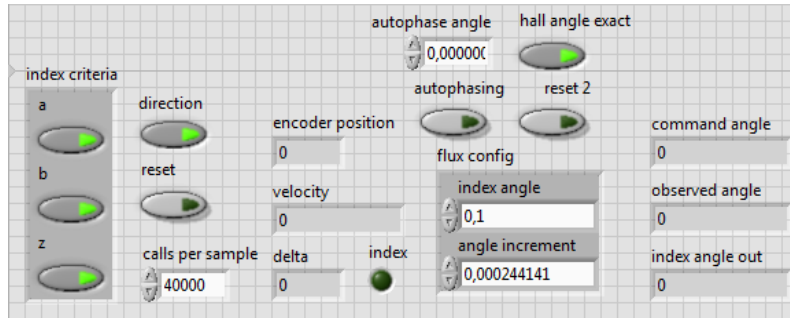 autophase angle
hall angle exact
0,000000
index criteria
a
direction
autophasing
reset 2
encoder position
command angle
0
flux config
0
b
reset
index angle
velocity
observed angle
0,1
0
0
z
calls per sample
delta
index
angle increment
index angle out
40000
0
0,000244141
0